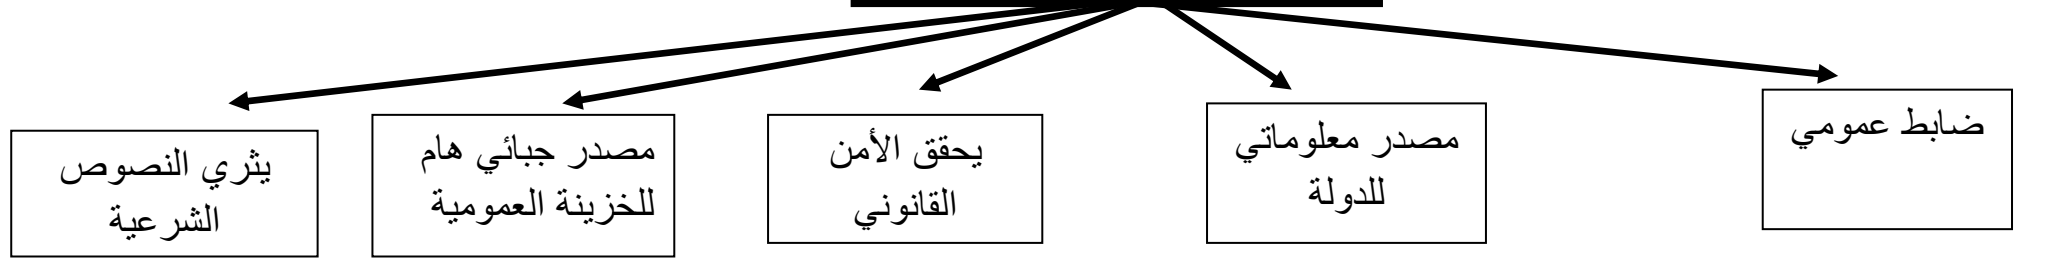 ضابط عمومي
مصدر معلوماتي
للدولة
يحقق الأمن
القانوني
مصدر جبائي هام
للخزينة العمومية
يثري النصوص
الشرعية